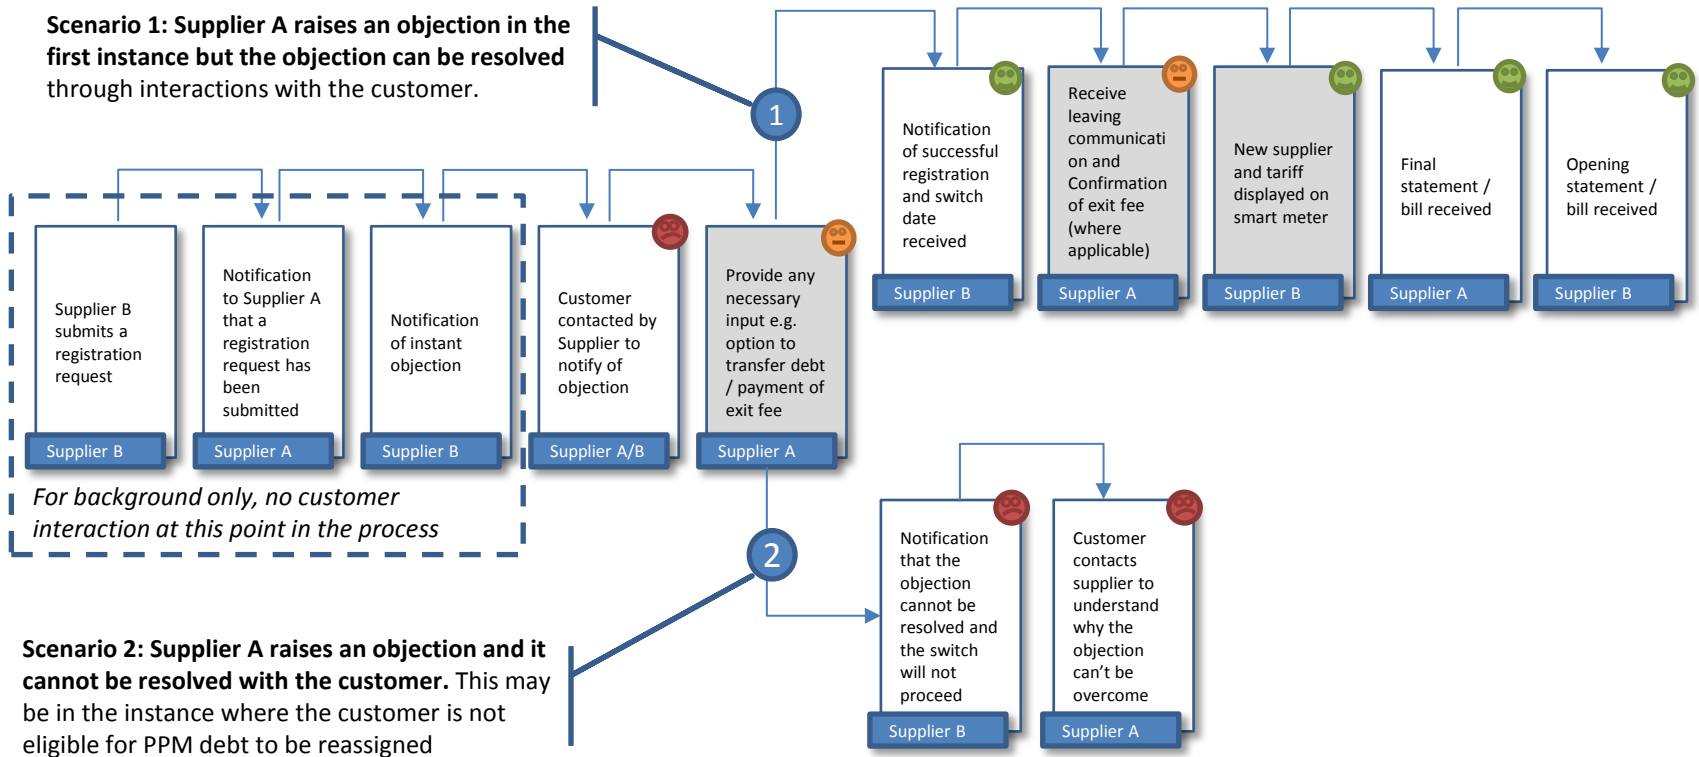 Scenario 1: Supplier A raises an objection in the
first instance but the objection can be resolved
through interactions with the customer.
1
Notification
of successful
registration
and switch
date
received
Supplier B
Receive
leaving
communicati
on and
Confirmation
of exit fee
(where
applicable)
Supplier A
New supplier
and tariff
displayed on
smart meter
Supplier B
Final
statement /
bill received
Supplier A
Opening
statement /
bill received
Supplier B
Supplier B
submits a
registration
request
Supplier B
Notification
to Supplier A
that a
registration
request has
been
submitted
Supplier A
Notification
of instant
objection
Supplier B
Customer
contacted by
Supplier to
notify of
objection
Supplier A/B
Provide any
necessary
input e.g.
option to
transfer debt
/ payment of
exit fee
Supplier A
For background only, no customer
interaction at this point in the process
2
Notification
that the
objection
cannot be
resolved and
the switch
will not
proceed
Supplier B
Customer
contacts
supplier to
understand
why the
objection
can't be
overcome
Supplier A
Scenario 2: Supplier A raises an objection and it
cannot be resolved with the customer. This may
be in the instance where the customer is not
eligible for PPM debt to be reassigned